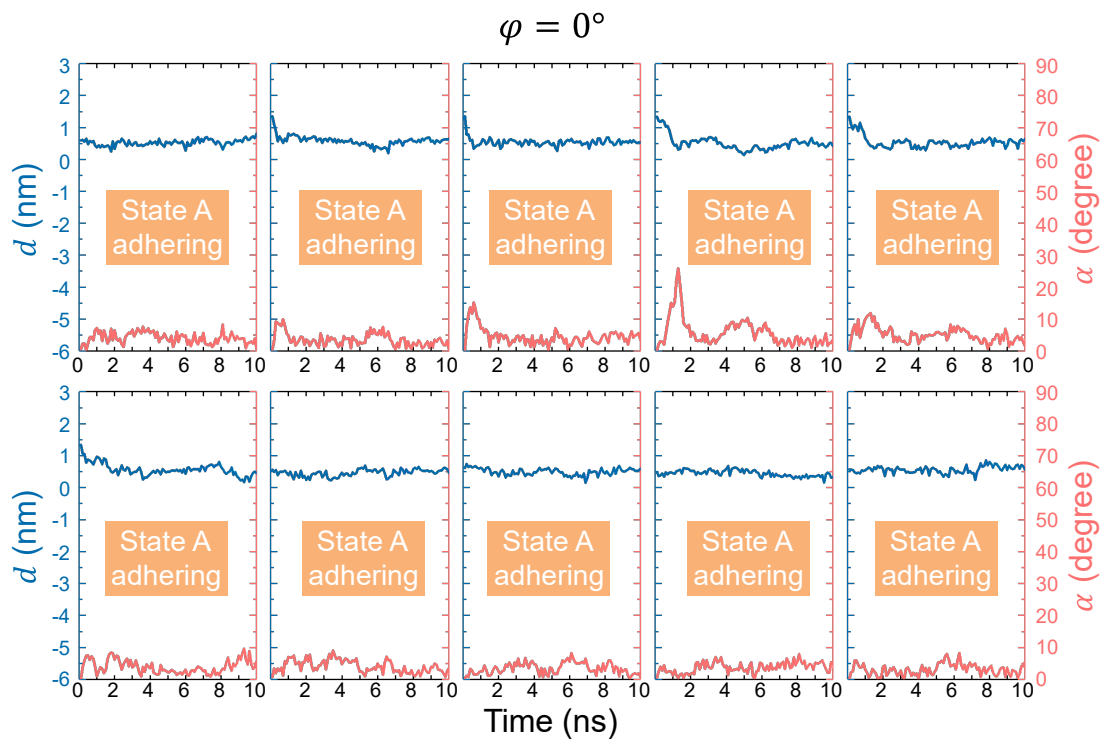 φ = 0°
3 2 1 0 -1 -2 -3 -4 -5 -6
d (nm)
State A
adhering
State A
adhering
State A
adhering
State A
adhering
State A
adhering
90 80 70 60 50 40 30 20 10 0
α (degree)
0 2 4 6 8 10 2 4 6 8 10 2 4 6 8 10 2 4 6 8 10 2 4 6 8 10
3 2 1 0 -1 -2 -3 -4 -5 -6
d (nm)
State A
adhering
State A
adhering
State A
adhering
State A
adhering
State A
adhering
90 80 70 60 50 40 30 20 10 0
α (degree)
0 2 4 6 8 10 2 4 6 8 10 2 4 6 8 10 2 4 6 8 10 2 4 6 8 10
Time (ns)